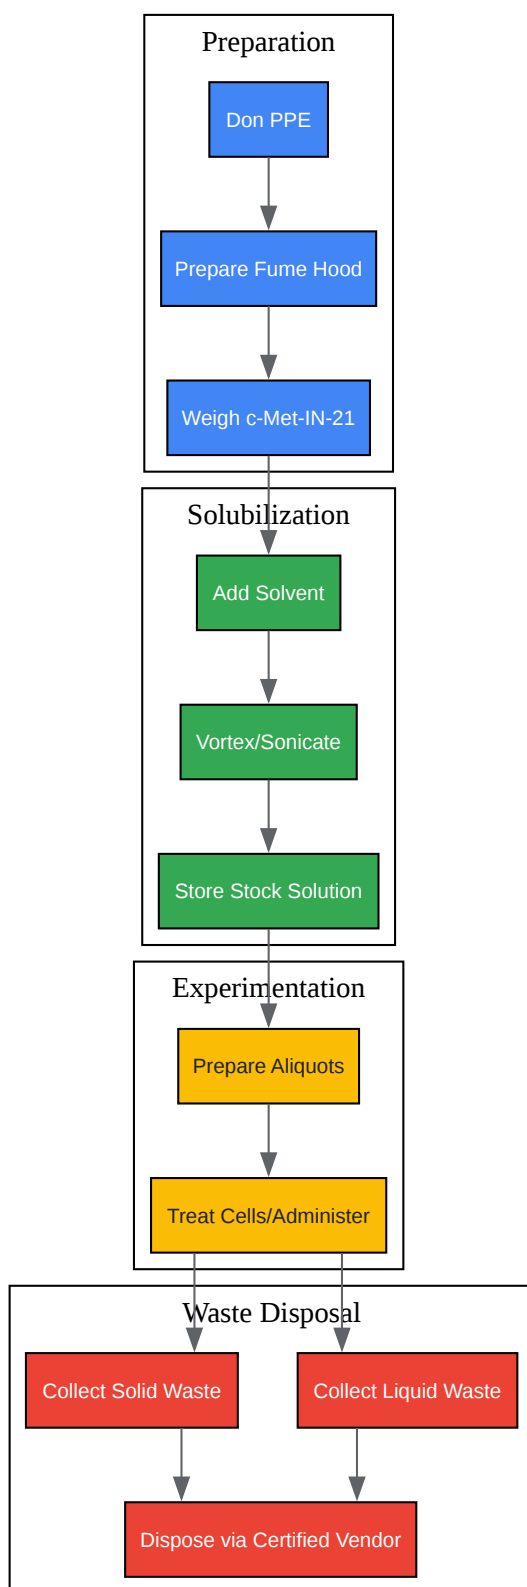 Preparation
Don PPE
Prepare Fume Hood
Weigh c-Met-IN-21
Solubilization
Add Solvent
Vortex/Sonicate
Store Stock Solution
Experimentation
Prepare Aliquots
Treat Cells/Administer
Waste Disposal
Collect Solid Waste
Collect Liquid Waste
Dispose via Certified Vendor